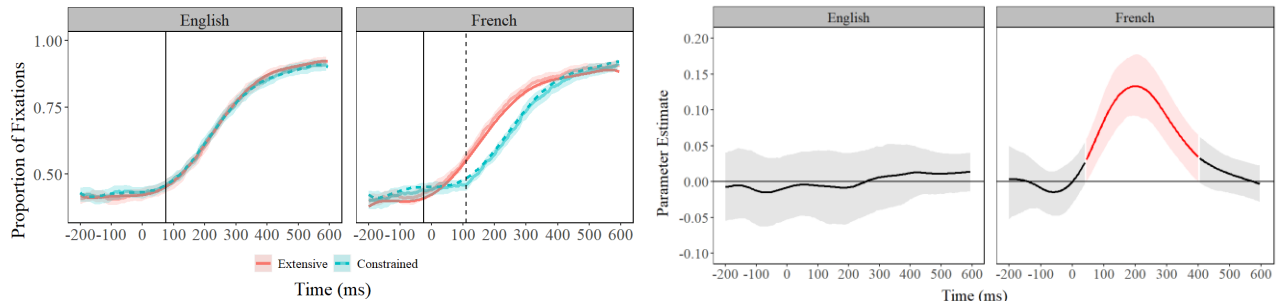 English French
Proportion of Fixations
1.00
0.75
0.50
-200 -100 0 100 200 300 400 500 600
-200 -100 0 100 200 300 400 500 600
Extensive Constrained
Time (ms)
English French
Parameter Estimate
0.20
0.15
0.10
0.05
0.00
-0.05
-0.10
-200 -100 0 100 200 300 400 500 600
-200 -100 0 100 200 300 400 500 600
Time (ms)